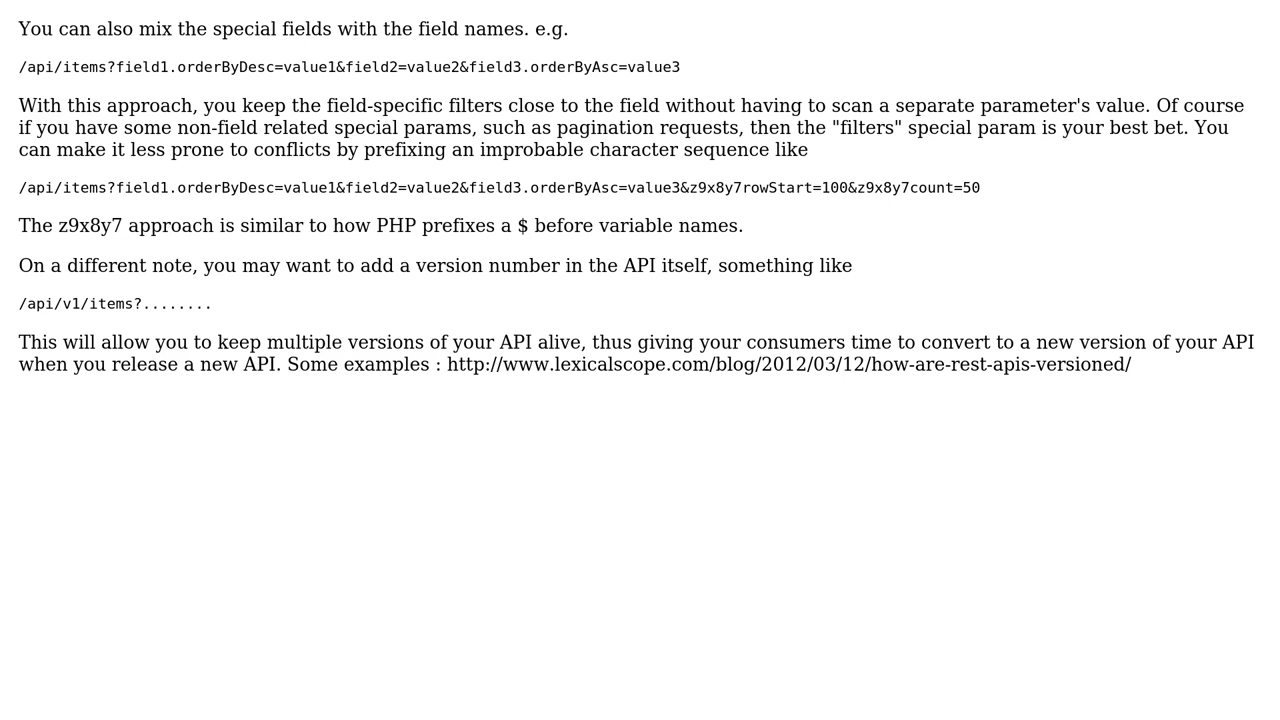 You can also mix the special fields with the field names. e.g.
/api/items?field1.orderByDesc=value1&field2=value2&field3.orderByAsc=value3
With this approach, you keep the field-specific filters close to the field without having to scan a separate parameter's value. Of course
if you have some non-field related special params, such as pagination requests, then the "filters" special param is your best bet. You
can make it less prone to conflicts by prefixing an improbable character sequence like
/api/items?field1.orderByDesc=value1&field2=value2&field3.orderByAsc=value3&z9x8y7rowStart=100&z9x8y7count=50
The z9x8y7 approach is similar to how PHP prefixes a $ before variable names.
On a different note, you may want to add a version number in the API itself, something like
/api/v1/items?........
This will allow you to keep multiple versions of your API alive, thus giving your consumers time to convert to a new version of your API
when you release a new API. Some examples : http://www.lexicalscope.com/blog/2012/03/12/how-are-rest-apis-versioned/